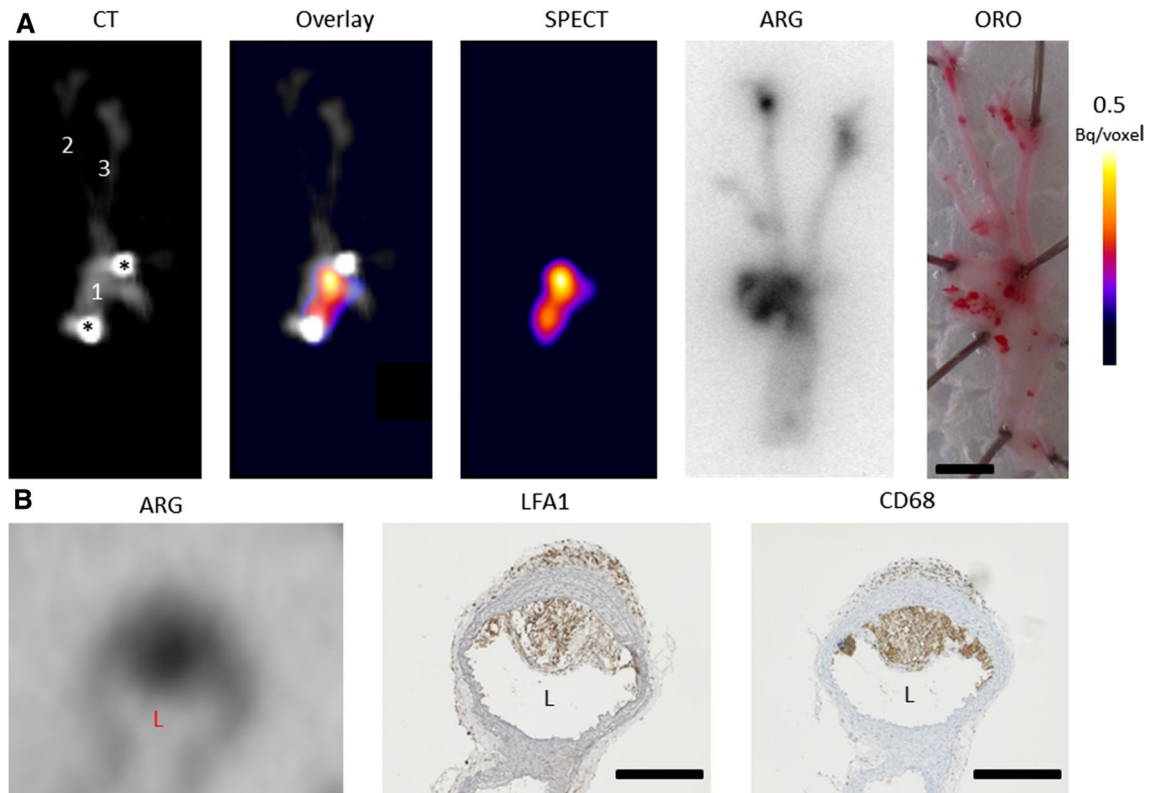 A
CT
Overlay
SPECT
ARG
ORO
0.5
Bq/voxel
2
3
*
1
*
B
ARG
LFA1
CD68
L
L
L